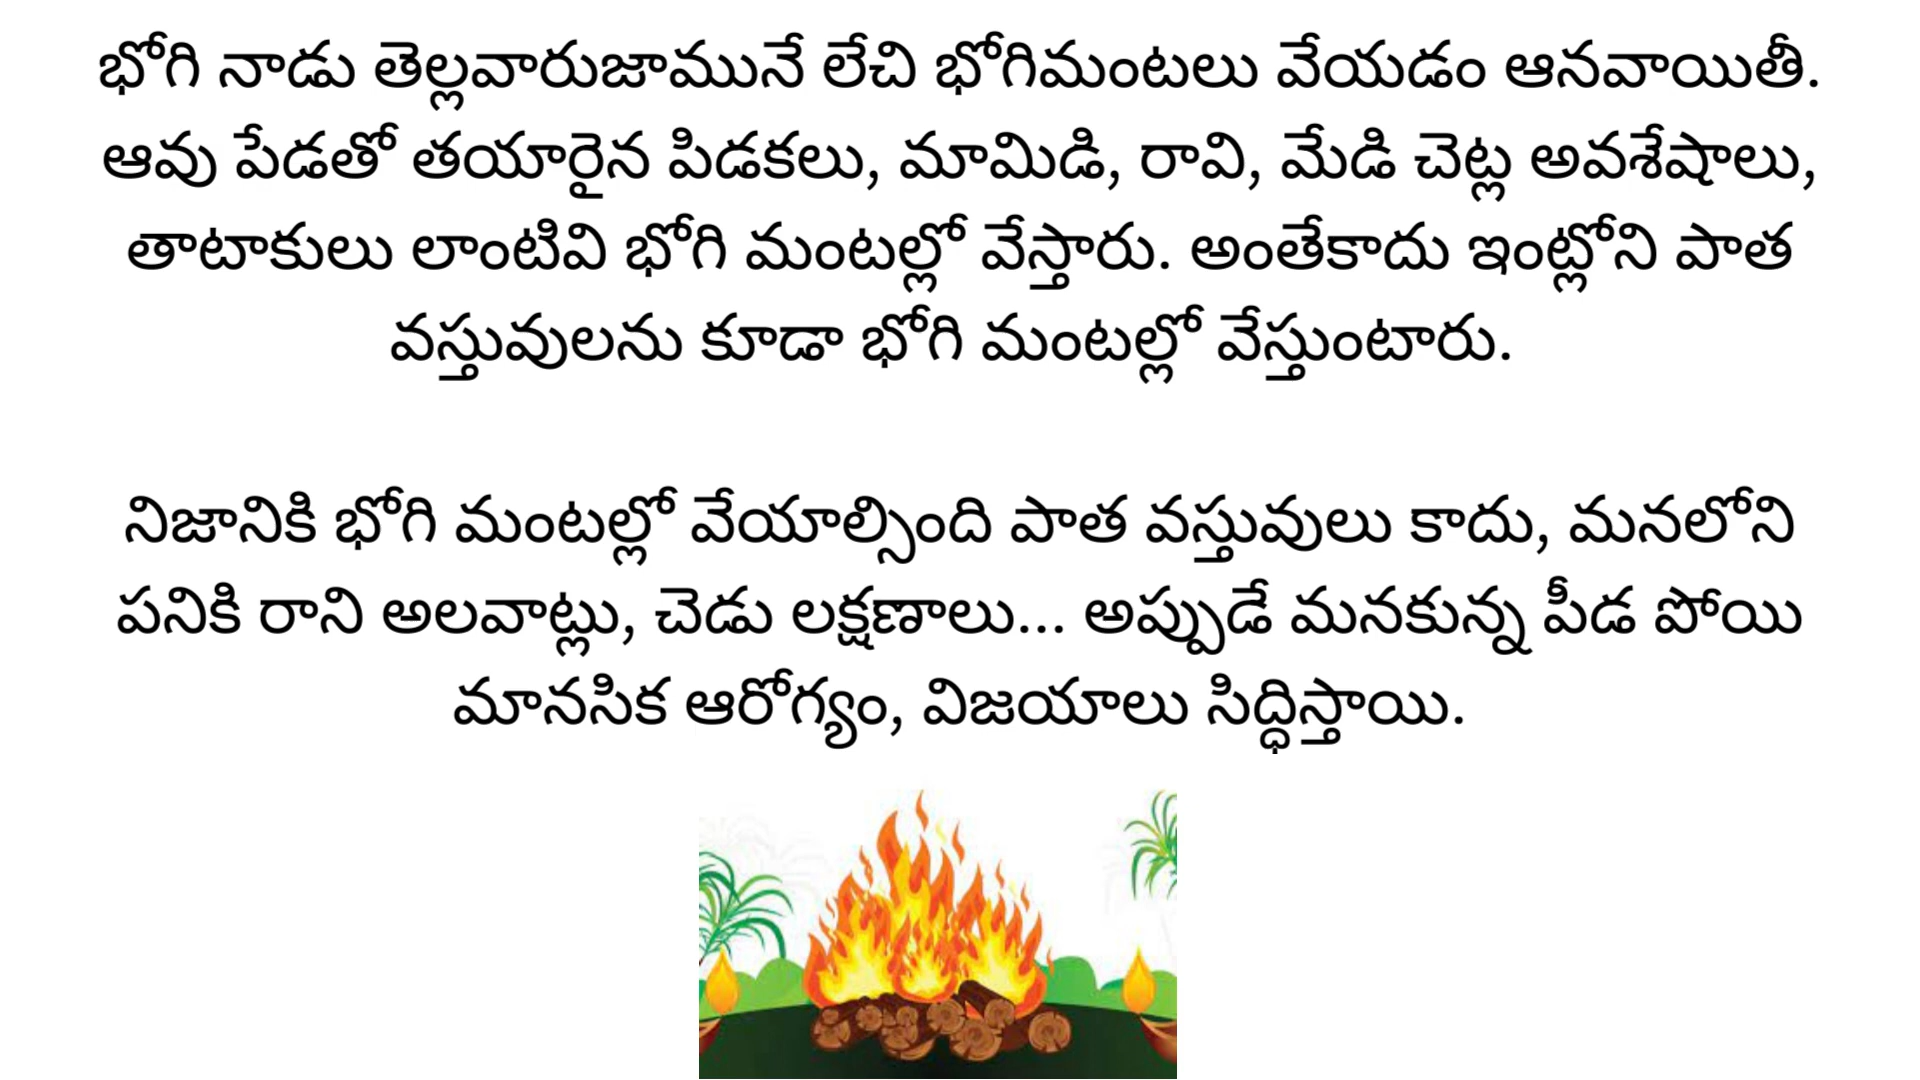 భోగి నాడు తెల్లవారుజామునే లేచి భోగిమంటలు వేయడం ఆనవాయితీ.
ఆవు పేడతో తయారైన పిడకలు, మామిడి, రావి, మేడి చెట్ల అవశేషాలు,
తాటాకులు లాంటివి భోగి మంటల్లో వేస్తారు. అంతేకాదు ఇంట్లోని పాత
వస్తువులను కూడా భోగి మంటల్లో వేస్తుంటారు.
నిజానికి భోగి మంటల్లో వేయాల్సింది పాత వస్తువులు కాదు, మనలోని
పనికి రాని అలవాట్లు, చెడు లక్షణాలు... అప్పుడే మనకున్న పీడ పోయి
మానసిక ఆరోగ్యం, విజయాలు సిద్ధిస్తాయి.